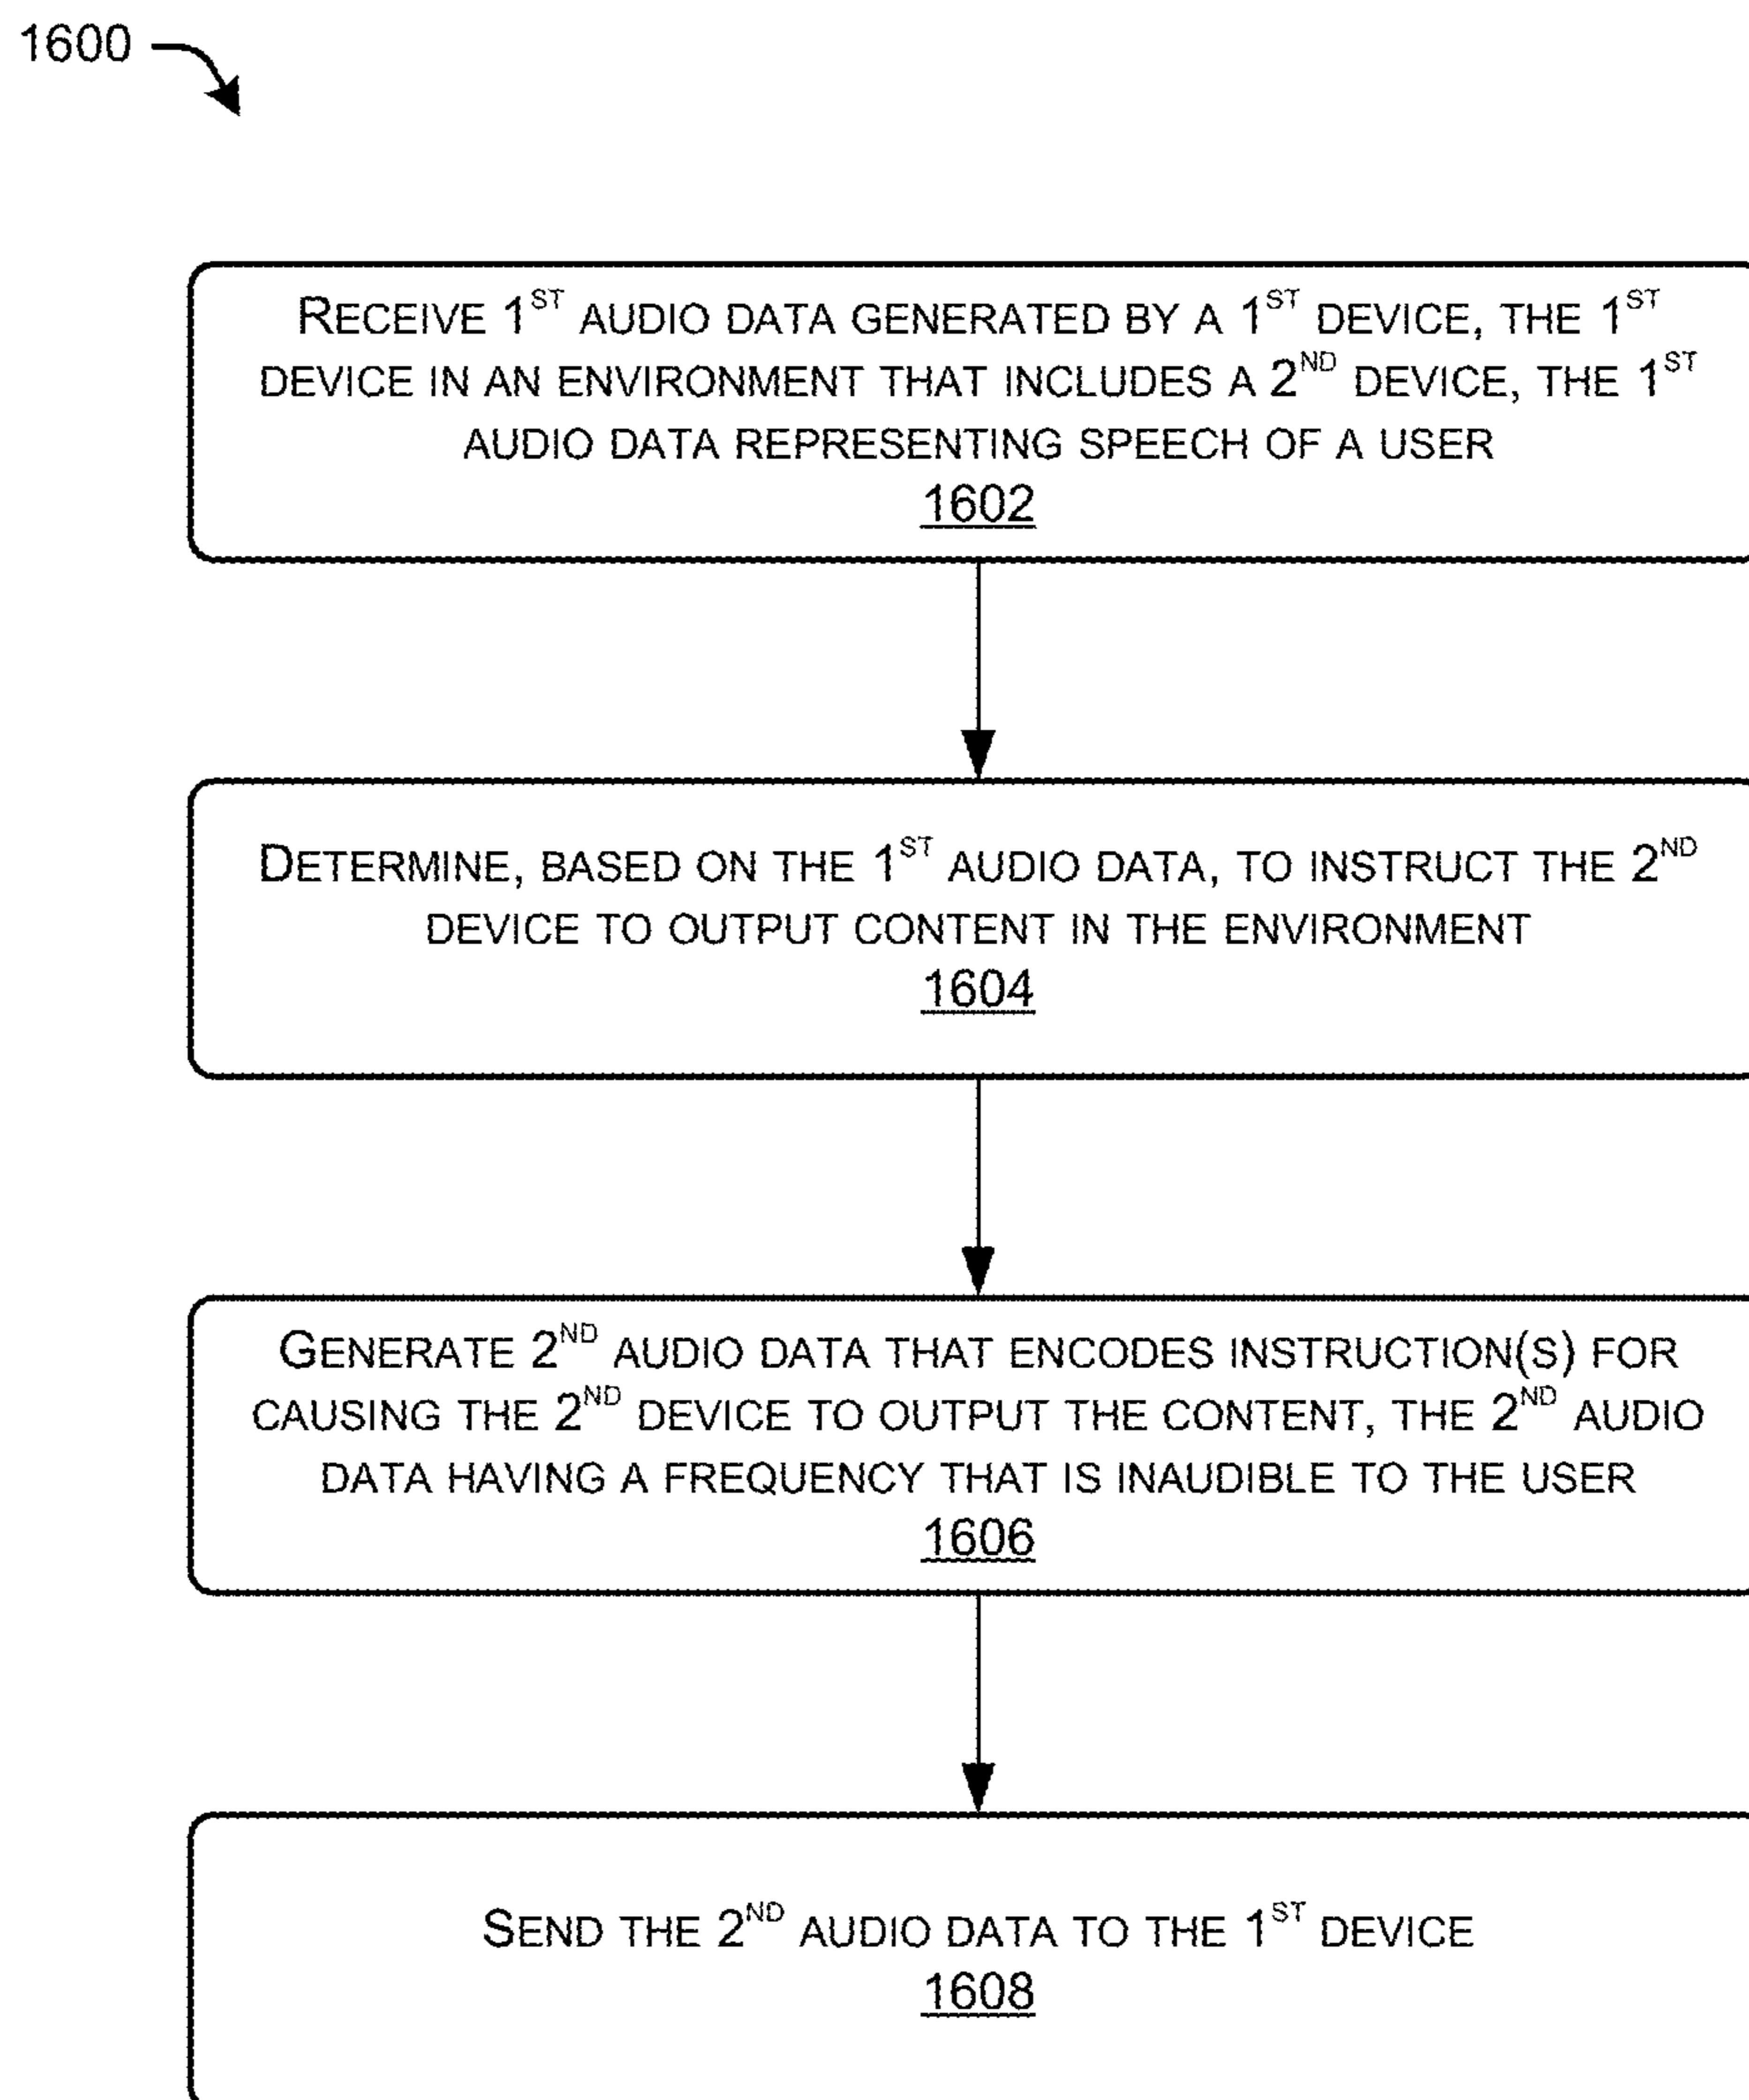 1600
RECEIVE 1ST AUDIO DATA GENERATED BY A 1ST DEVICE, THE 1ST
DEVICE IN AN ENVIRONMENT THAT INCLUDES A 2ND DEVICE, THE 1ST
AUDIO DATA REPRESENTING SPEECH OF A USER
1602
DETERMINE, BASED ON THE 1ST AUDIO DATA, TO INSTRUCT THE 2ND
DEVICE TO OUTPUT CONTENT IN THE ENVIRONMENT
1604
GENERATE 2ND AUDIO DATA THAT ENCODES INSTRUCTION(S) FOR
CAUSING THE 2ND DEVICE TO OUTPUT THE CONTENT, THE 2ND AUDIO
DATA HAVING A FREQUENCY THAT IS INAUDIBLE TO THE USER
1606
SEND THE 2ND AUDIO DATA TO THE 1ST DEVICE
1608